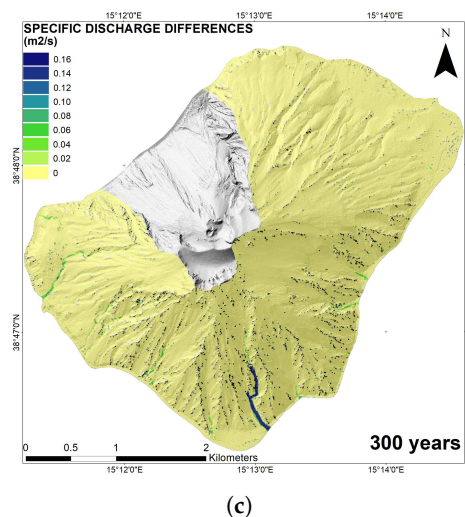 15°12'0"E 15°13'0"E 15°14'0"E
SPECIFIC DISCHARGE DIFFERENCES
(m2/s)
N
0.16
0.14
0.12
0.10
0.08
0.06
0.04
0.02
0
38°48'0"N
38°47'0"N
300 years
0 0.5 1 2
Kilometers
15°12'0"E 15°13'0"E 15°14'0"E
(c)